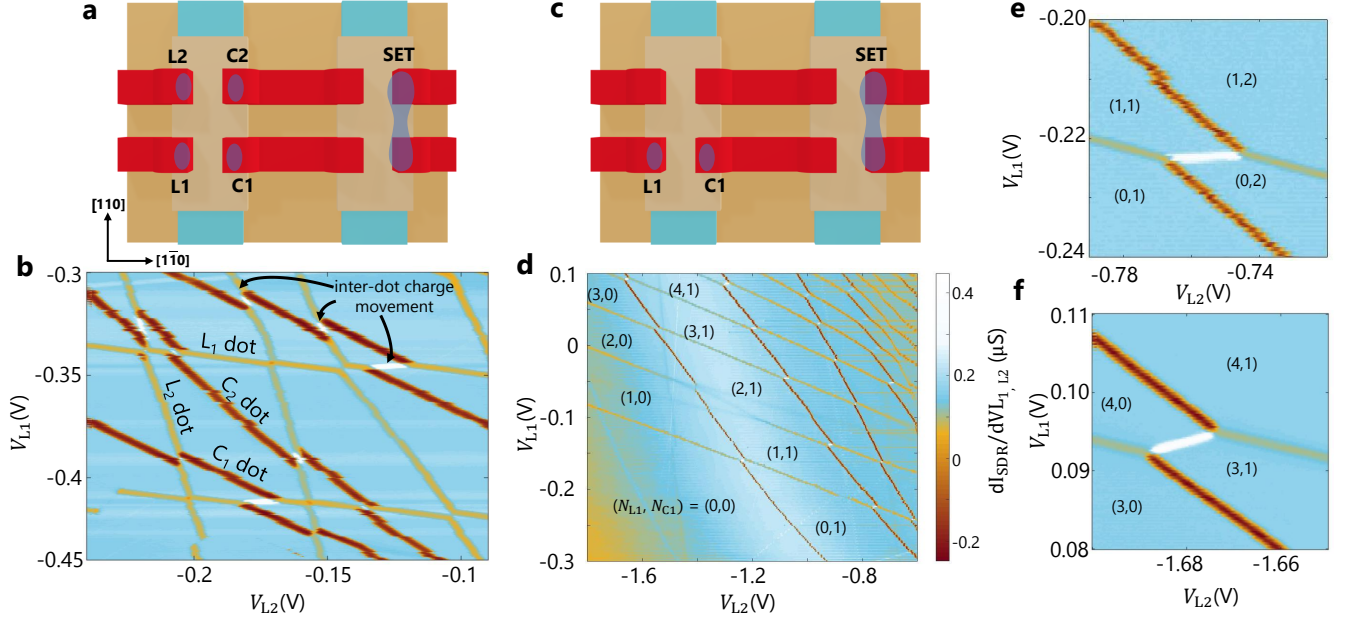 a
L2
C2
SET
L1
C1
[110]
[11̄0]
b
-0.3
-0.35
-0.4
-0.45
V_L1(V)
inter-dot charge
movement
L₁ dot
L₂ dot
C₂ dot
C₁ dot
-0.2
-0.15
-0.1
V_L2(V)
c
SET
L1
C1
d
0.1
0
-0.1
-0.2
-0.3
V_L1(V)
(3,0)
(4,1)
(3,1)
(2,0)
(2,1)
(1,0)
(1,1)
(N_L1, N_C1) = (0,0)
(0,1)
-1.6
-1.2
-0.8
V_L2(V)
0.4
0.2
0
-0.2
dI_SDR/dVL₁, L₂ (µS)
e
-0.20
-0.22
-0.24
V_L1(V)
(1,2)
(1,1)
(0,1)
(0,2)
-0.78
-0.74
V_L2(V)
f
0.11
0.10
0.09
0.08
V_L1(V)
(4,1)
(4,0)
(3,1)
(3,0)
-1.68
-1.66
V_L2(V)